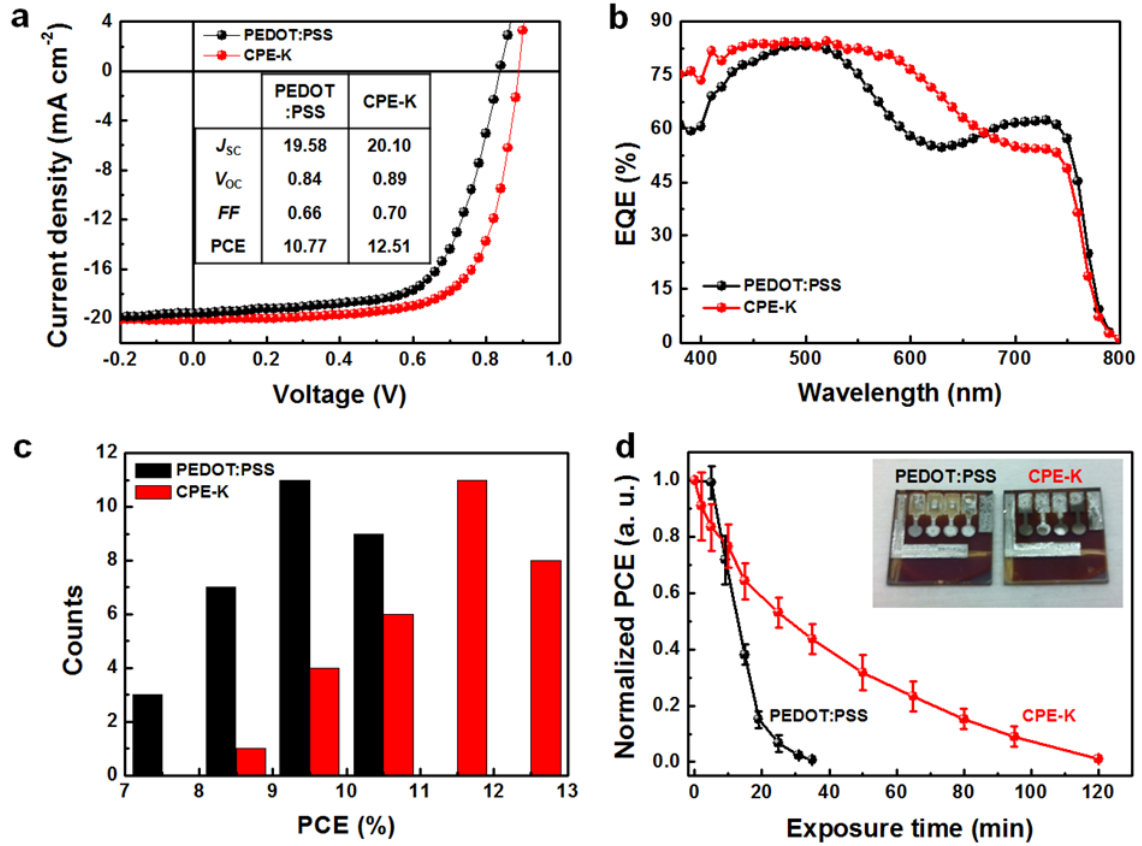 a
Current density (mA cm-2)
4
0
-4
-8
-12
-16
-20
PEDOT:PSS
CPE-K
PEDOT
:PSS
CPE-K
JSC
19.58
20.10
VOC
0.84
0.89
FF
0.66
0.70
PCE
10.77
12.51
-0.2
0.0
0.2
0.4
0.6
0.8
1.0
Voltage (V)
b
EQE (%)
90
75
60
45
30
15
0
PEDOT:PSS
CPE-K
400
500
600
700
800
Wavelength (nm)
c
Counts
12
10
8
6
4
2
0
PEDOT:PSS
CPE-K
7
8
9
10
11
12
13
PCE (%)
d
Normalized PCE (a. u.)
1.0
0.8
0.6
0.4
0.2
0.0
PEDOT:PSS
CPE-K
PEDOT:PSS
CPE-K
0
20
40
60
80
100
120
Exposure time (min)